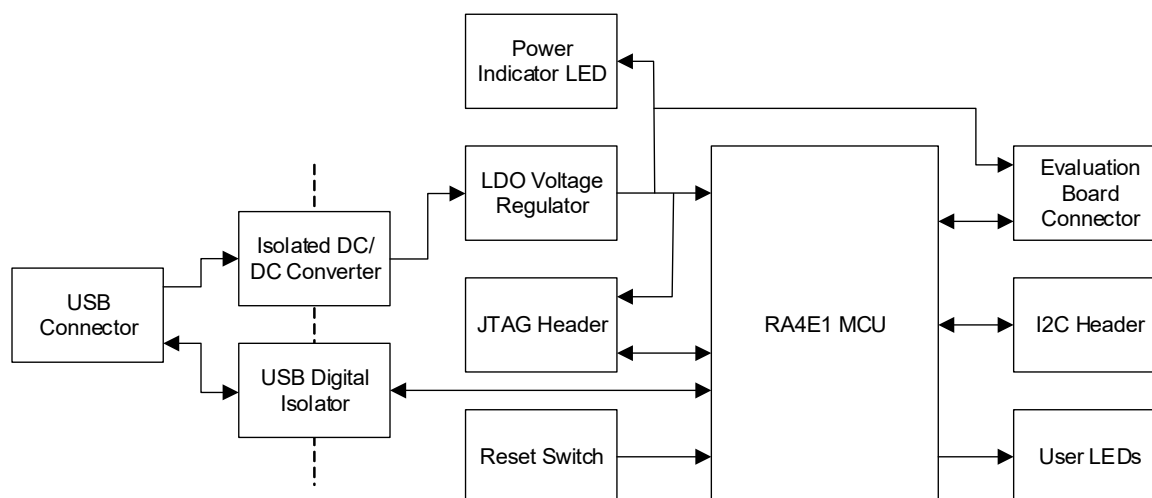 Power
Indicator LED
LDO Voltage
Regulator
Evaluation
Board
Connector
Isolated DC/
DC Converter
USB
Connector
JTAG Header
RA4E1 MCU
I2C Header
USB Digital
Isolator
Reset Switch
User LEDs